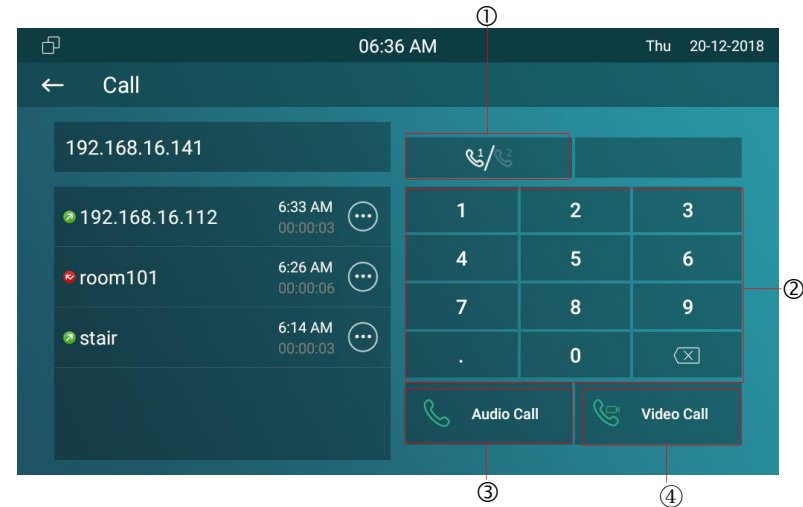 ①
06:36 AM Thu 20-12-2018
Call
192.168.16.141
1/2
192.168.16.112 6:33 AM
00:00:03
room101 6:26 AM
00:00:06
stair 6:14 AM
00:00:03
1 2 3
4 5 6
7 8 9
. 0
②
Audio Call Video Call
③ ④